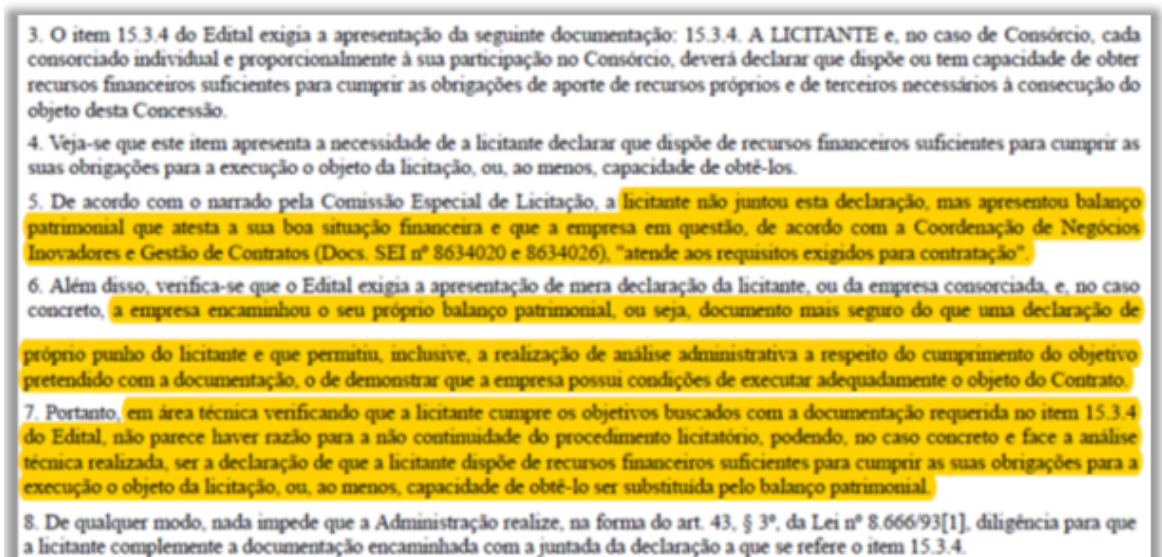 3. O item 15.3.4 do Edital exigia a apresentação da seguinte documentação: 15.3.4. A LICITANTE e, no caso de Consórcio, cada
consorciado individual e proporcionalmente à sua participação no Consórcio, deverá declarar que dispõe ou tem capacidade de obter
recursos financeiros suficientes para cumprir as obrigações de aporte de recursos próprios e de terceiros necessários à consecução do
objeto desta Concessão.
4. Veja-se que este item apresenta a necessidade de a licitante declarar que dispõe de recursos financeiros suficientes para cumprir as
suas obrigações para a execução o objeto da licitação, ou, ao menos, capacidade de obtê-los.
5. De acordo com o narrado pela Comissão Especial de Licitação, a licitante não juntou esta declaração, mas apresentou balanço
patrimonial que atesta a sua boa situação financeira e que a empresa em questão, de acordo com a Coordenação de Negócios
Inovadores e Gestão de Contratos (Docs. SEI nº 8634020 e 8634026), "atende aos requisitos exigidos para contratação".
6. Além disso, verifica-se que o Edital exigia a apresentação de mera declaração da licitante, ou da empresa consorciada, e, no caso
concreto, a empresa encaminhou o seu próprio balanço patrimonial, ou seja, documento mais seguro do que uma declaração de
próprio punho do licitante e que permitiu, inclusive, a realização de análise administrativa a respeito do cumprimento do objetivo
pretendido com a documentação, o de demonstrar que a empresa possui condições de executar adequadamente o objeto do Contrato.
7. Portanto, em área técnica verificando que a licitante cumpre os objetivos buscados com a documentação requerida no item 15.3.4
do Edital, não parece haver razão para a não continuidade do procedimento licitatório, podendo, no caso concreto e face a análise
técnica realizada, ser a declaração de que a licitante dispõe de recursos financeiros suficientes para cumprir as suas obrigações para a
execução o objeto da licitação, ou, ao menos, capacidade de obtê-lo ser substituída pelo balanço patrimonial.
8. De qualquer modo, nada impede que a Administração realize, na forma do art. 43, § 3º, da Lei nº 8.666/93[1], diligência para que
a licitante complemente a documentação encaminhada com a juntada da declaração a que se refere o item 15.3.4.